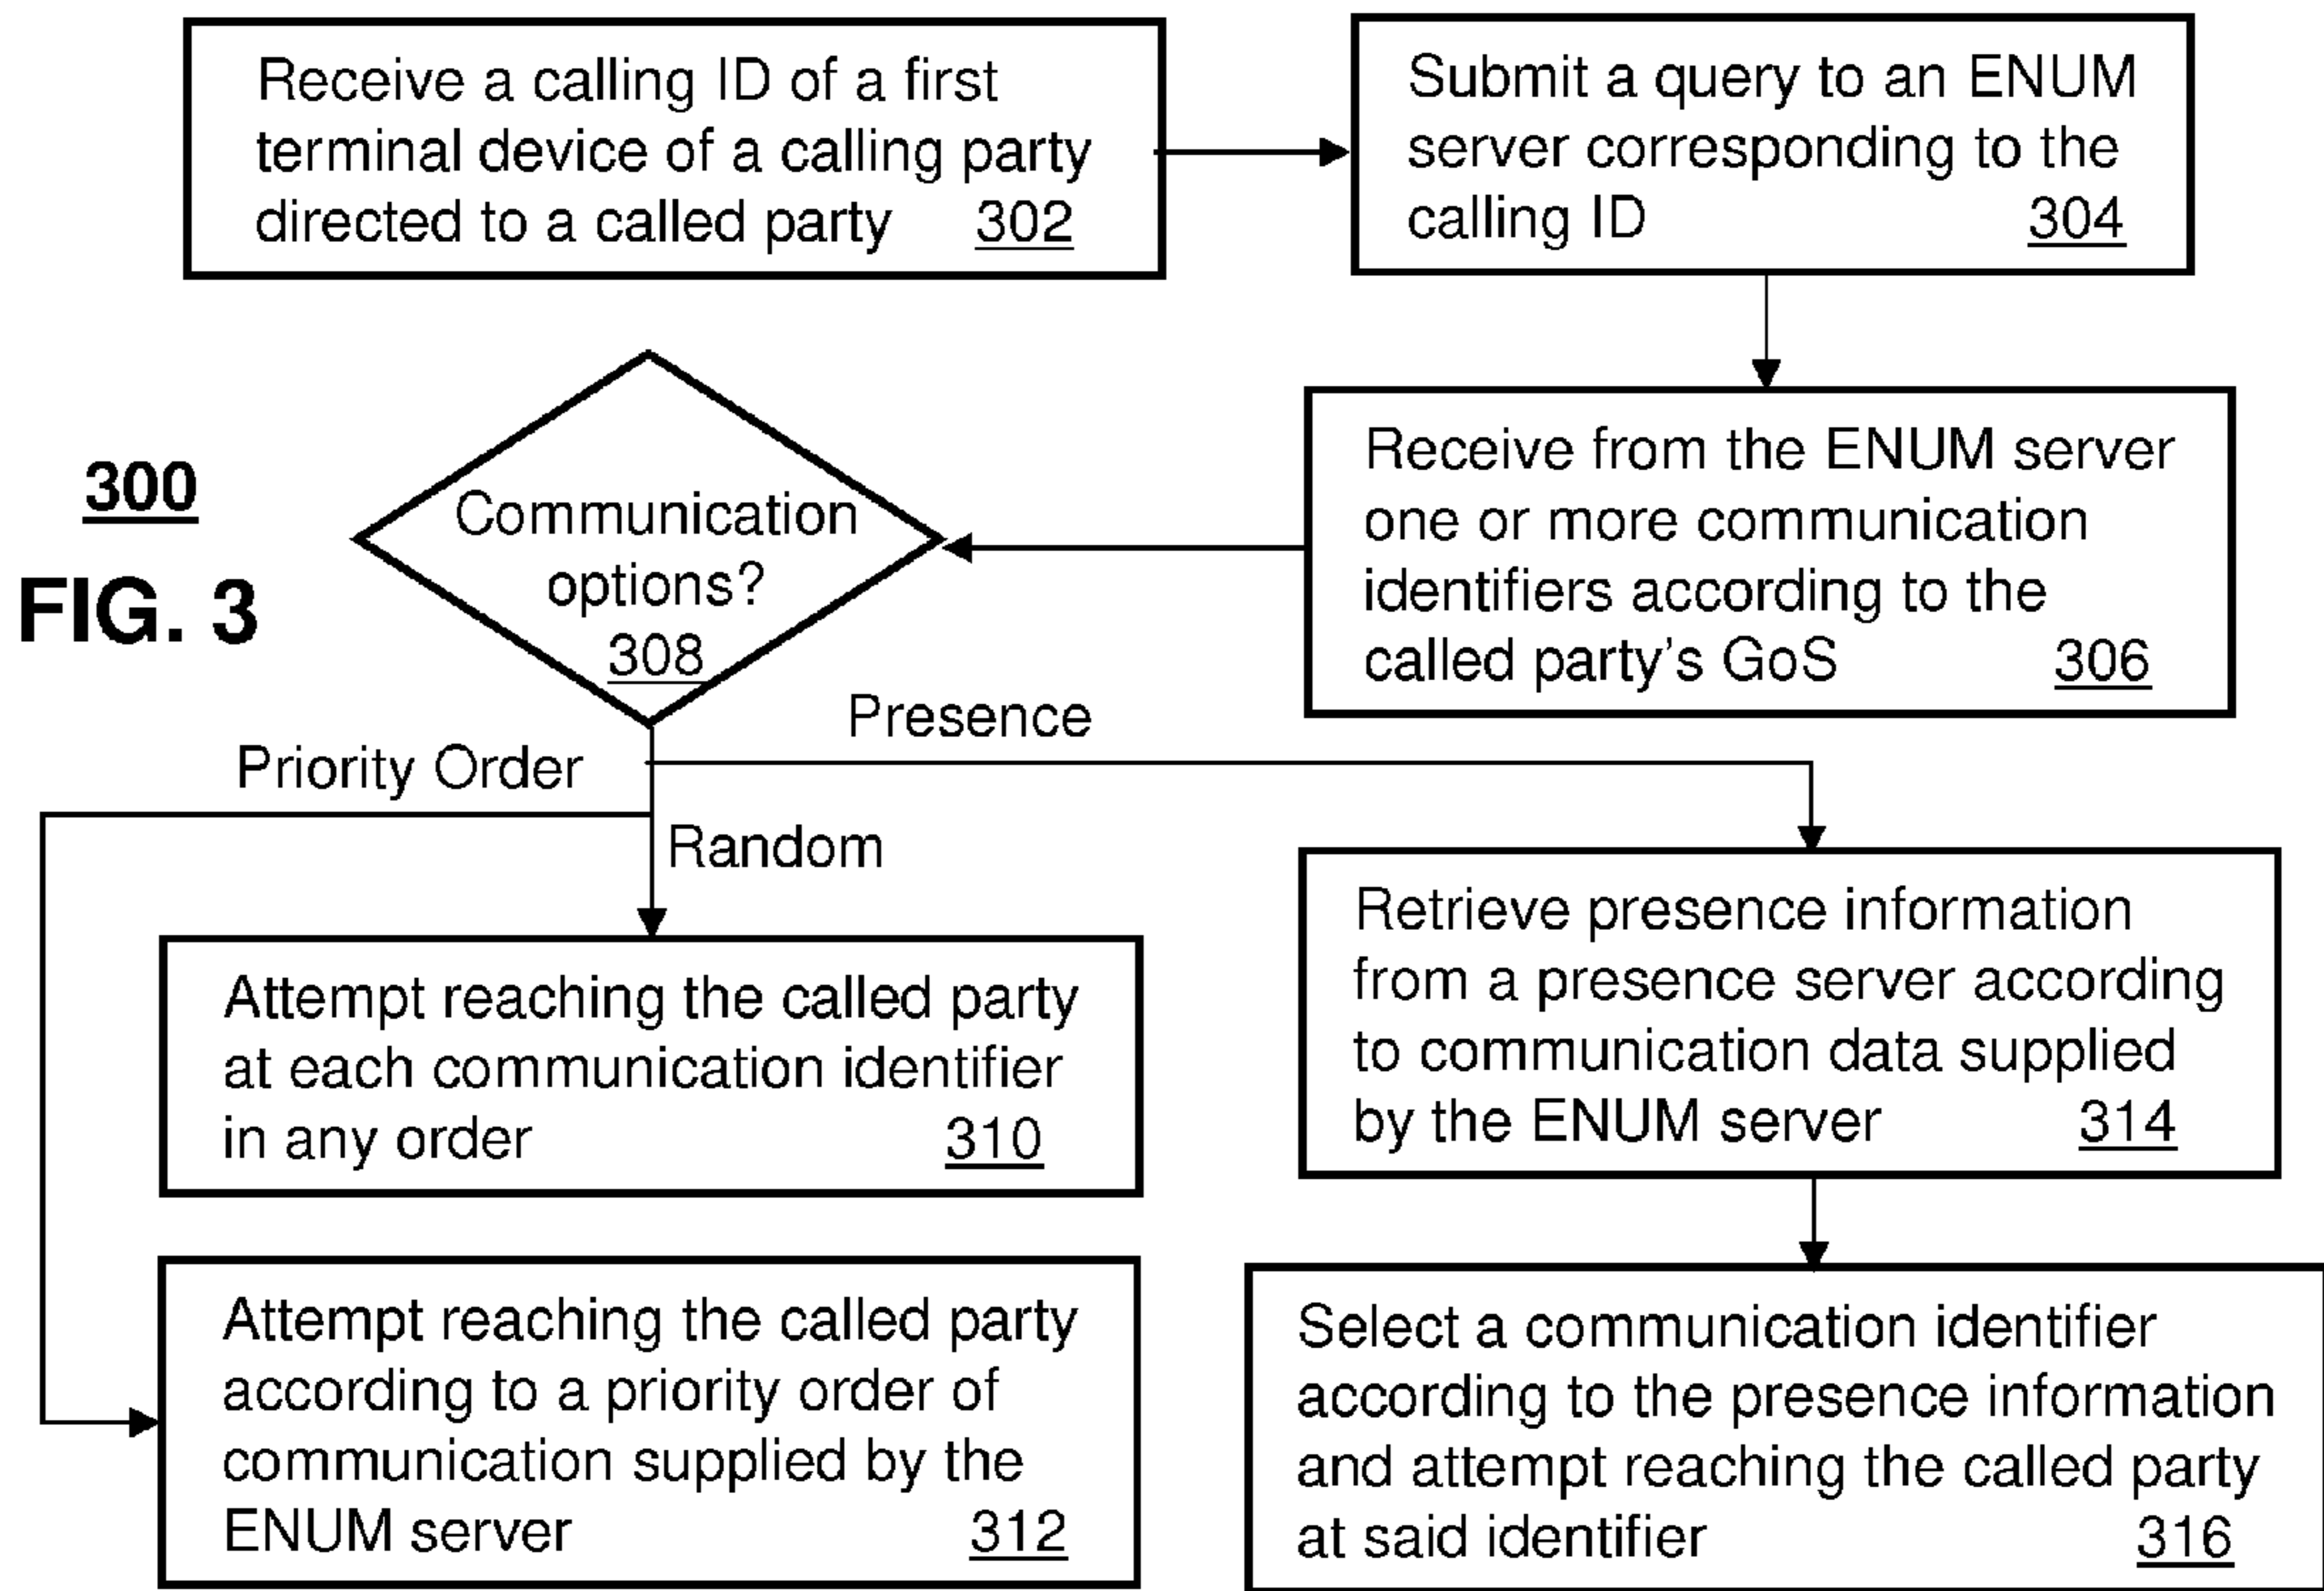 Receive a calling ID of a first
terminal device of a calling party
directed to a called party 302
Submit a query to an ENUM
server corresponding to the
calling ID 304
Receive from the ENUM server
one or more communication
identifiers according to the
called party's GoS 306
300
FIG. 3
Communication
options?
308
Presence
Priority Order
Random
Attempt reaching the called party
at each communication identifier
in any order 310
Attempt reaching the called party
according to a priority order of
communication supplied by the
ENUM server 312
Retrieve presence information
from a presence server according
to communication data supplied
by the ENUM server 314
Select a communication identifier
according to the presence information
and attempt reaching the called party
at said identifier 316